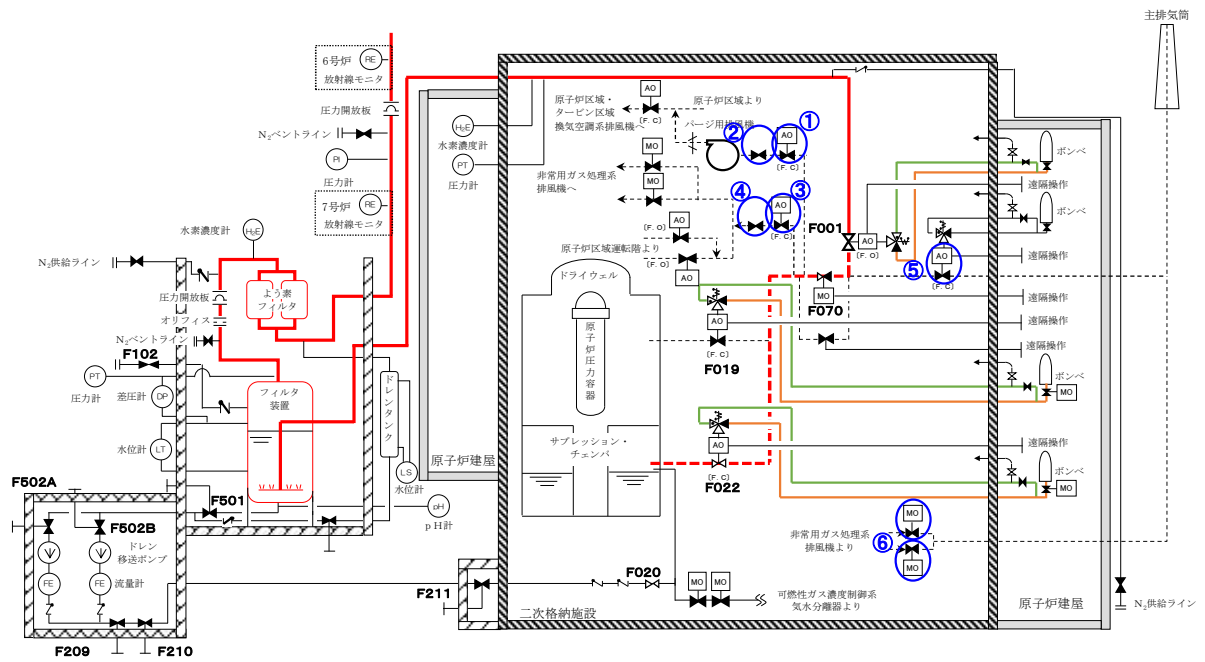 主排気筒
6号炉
RE
放射線モニタ
圧力開放板
N₂ベントライン
PI
圧力計
7号炉
RE
放射線モニタ
水素濃度計
H₂E
N₂供給ライン
圧力開放板
オリフィス
N₂ベントライン
よう素
フィルタ
F102
PT
圧力計
差圧計
DP
フィルタ
装置
水位計
LT
ドレンタンク
LS
水位計
pH
pH計
F502A
F501
F502B
ドレン
移送ポンプ
FE
FE
流量計
F209
F210
F211
原子炉建屋
H₂E
水素濃度計
PT
圧力計
原子炉区域・
タービン区域
換気空調系排風機へ
AO
(F. C)
原子炉区域より
パージ用排風機
②
①
AO
(F. C)
MO
MO
非常用ガス処理系
排風機へ
④
③
AO
(F. C)
AO
(F. O)
原子炉区域運転階より
(F. O)
AO
F001
AO
(F. O)
⑤
AO
(F. C)
ドライウェル
原子炉圧力容器
サプレッション・
チェンバ
MO
F070
AO
(F. C)
F019
AO
(F. C)
F022
⑥
MO
MO
非常用ガス処理系
排風機より
F020
MO
MO
可燃性ガス濃度制御系
気水分離器より
二次格納施設
ボンベ
遠隔操作
ボンベ
遠隔操作
遠隔操作
遠隔操作
遠隔操作
ボンベ
MO
遠隔操作
ボンベ
MO
原子炉建屋
N₂供給ライン